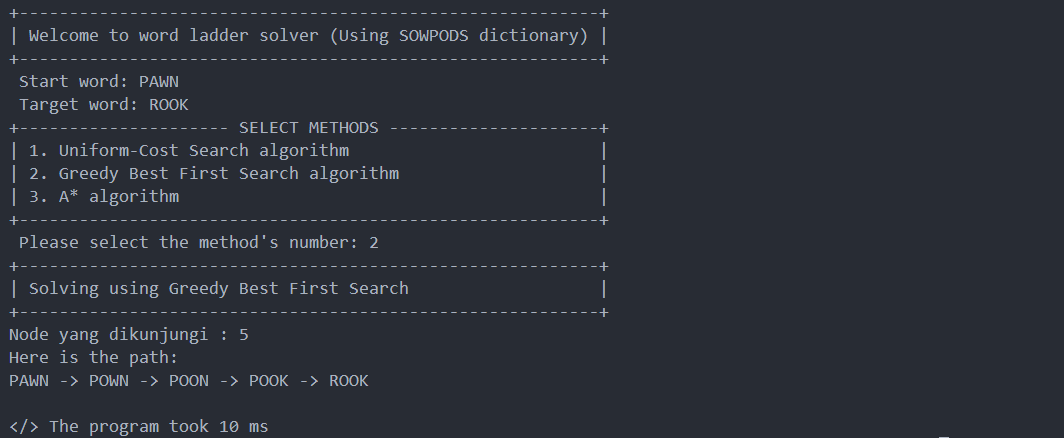 +----------------------------------------------------------+
| Welcome to word ladder solver (Using SOWPODS dictionary) |
+----------------------------------------------------------+
 Start word: PAWN
 Target word: ROOK
+--------------------- SELECT METHODS ---------------------+
| 1. Uniform-Cost Search algorithm                         |
| 2. Greedy Best First Search algorithm                    |
| 3. A* algorithm                                          |
+----------------------------------------------------------+
 Please select the method's number: 2
+----------------------------------------------------------+
| Solving using Greedy Best First Search                   |
+----------------------------------------------------------+
Node yang dikunjungi : 5
Here is the path:
PAWN -> POWN -> POON -> POOK -> ROOK
</> The program took 10 ms